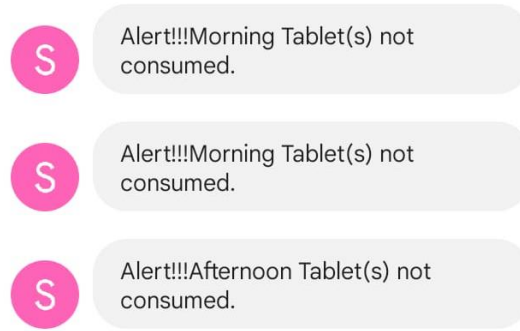 S
Alert!!!Morning Tablet(s) not
consumed.
S
Alert!!!Morning Tablet(s) not
consumed.
S
Alert!!!Afternoon Tablet(s) not
consumed.